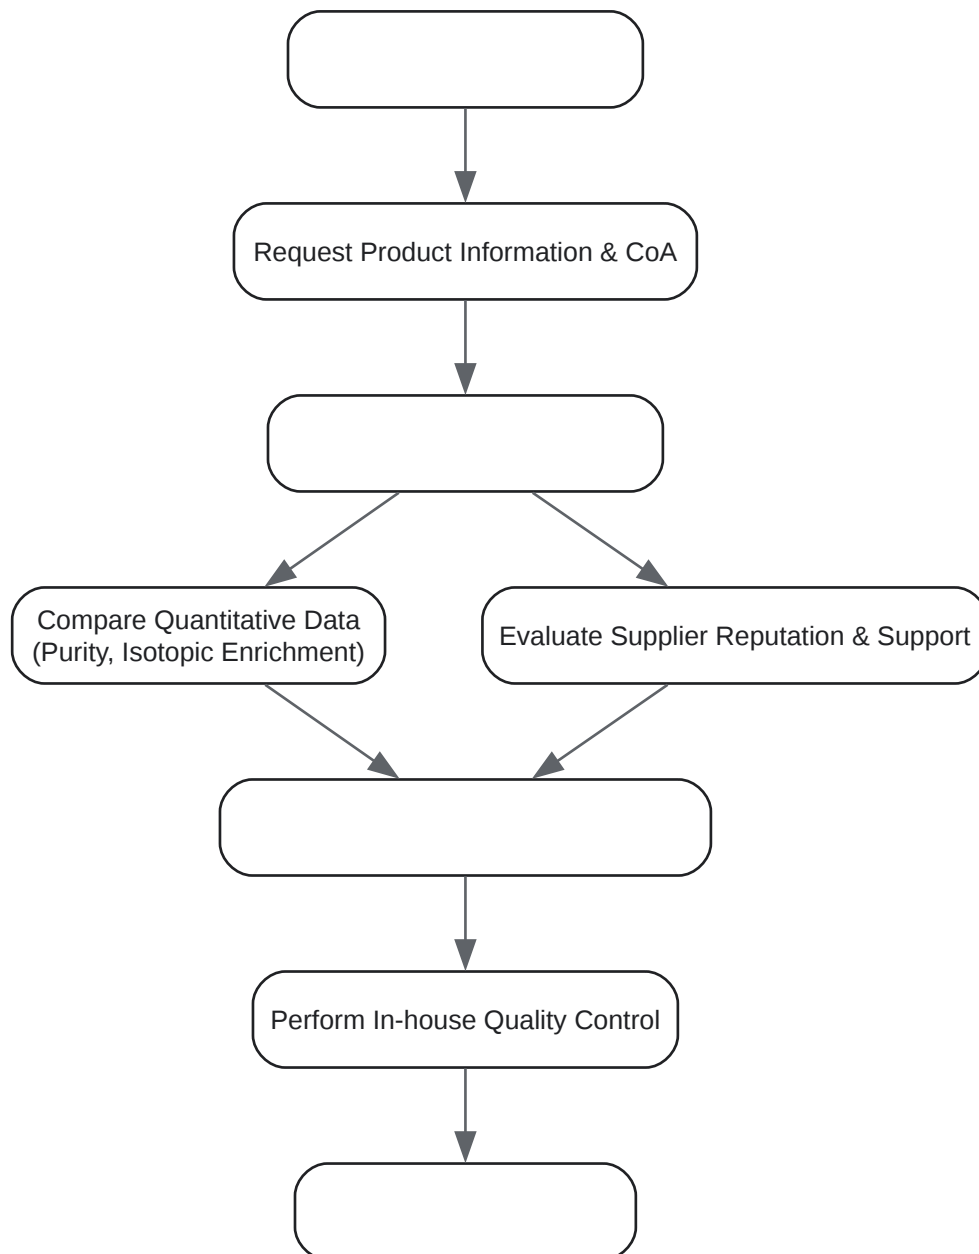 Request Product Information & CoA
Compare Quantitative Data
(Purity, Isotopic Enrichment)
Evaluate Supplier Reputation & Support
Perform In-house Quality Control